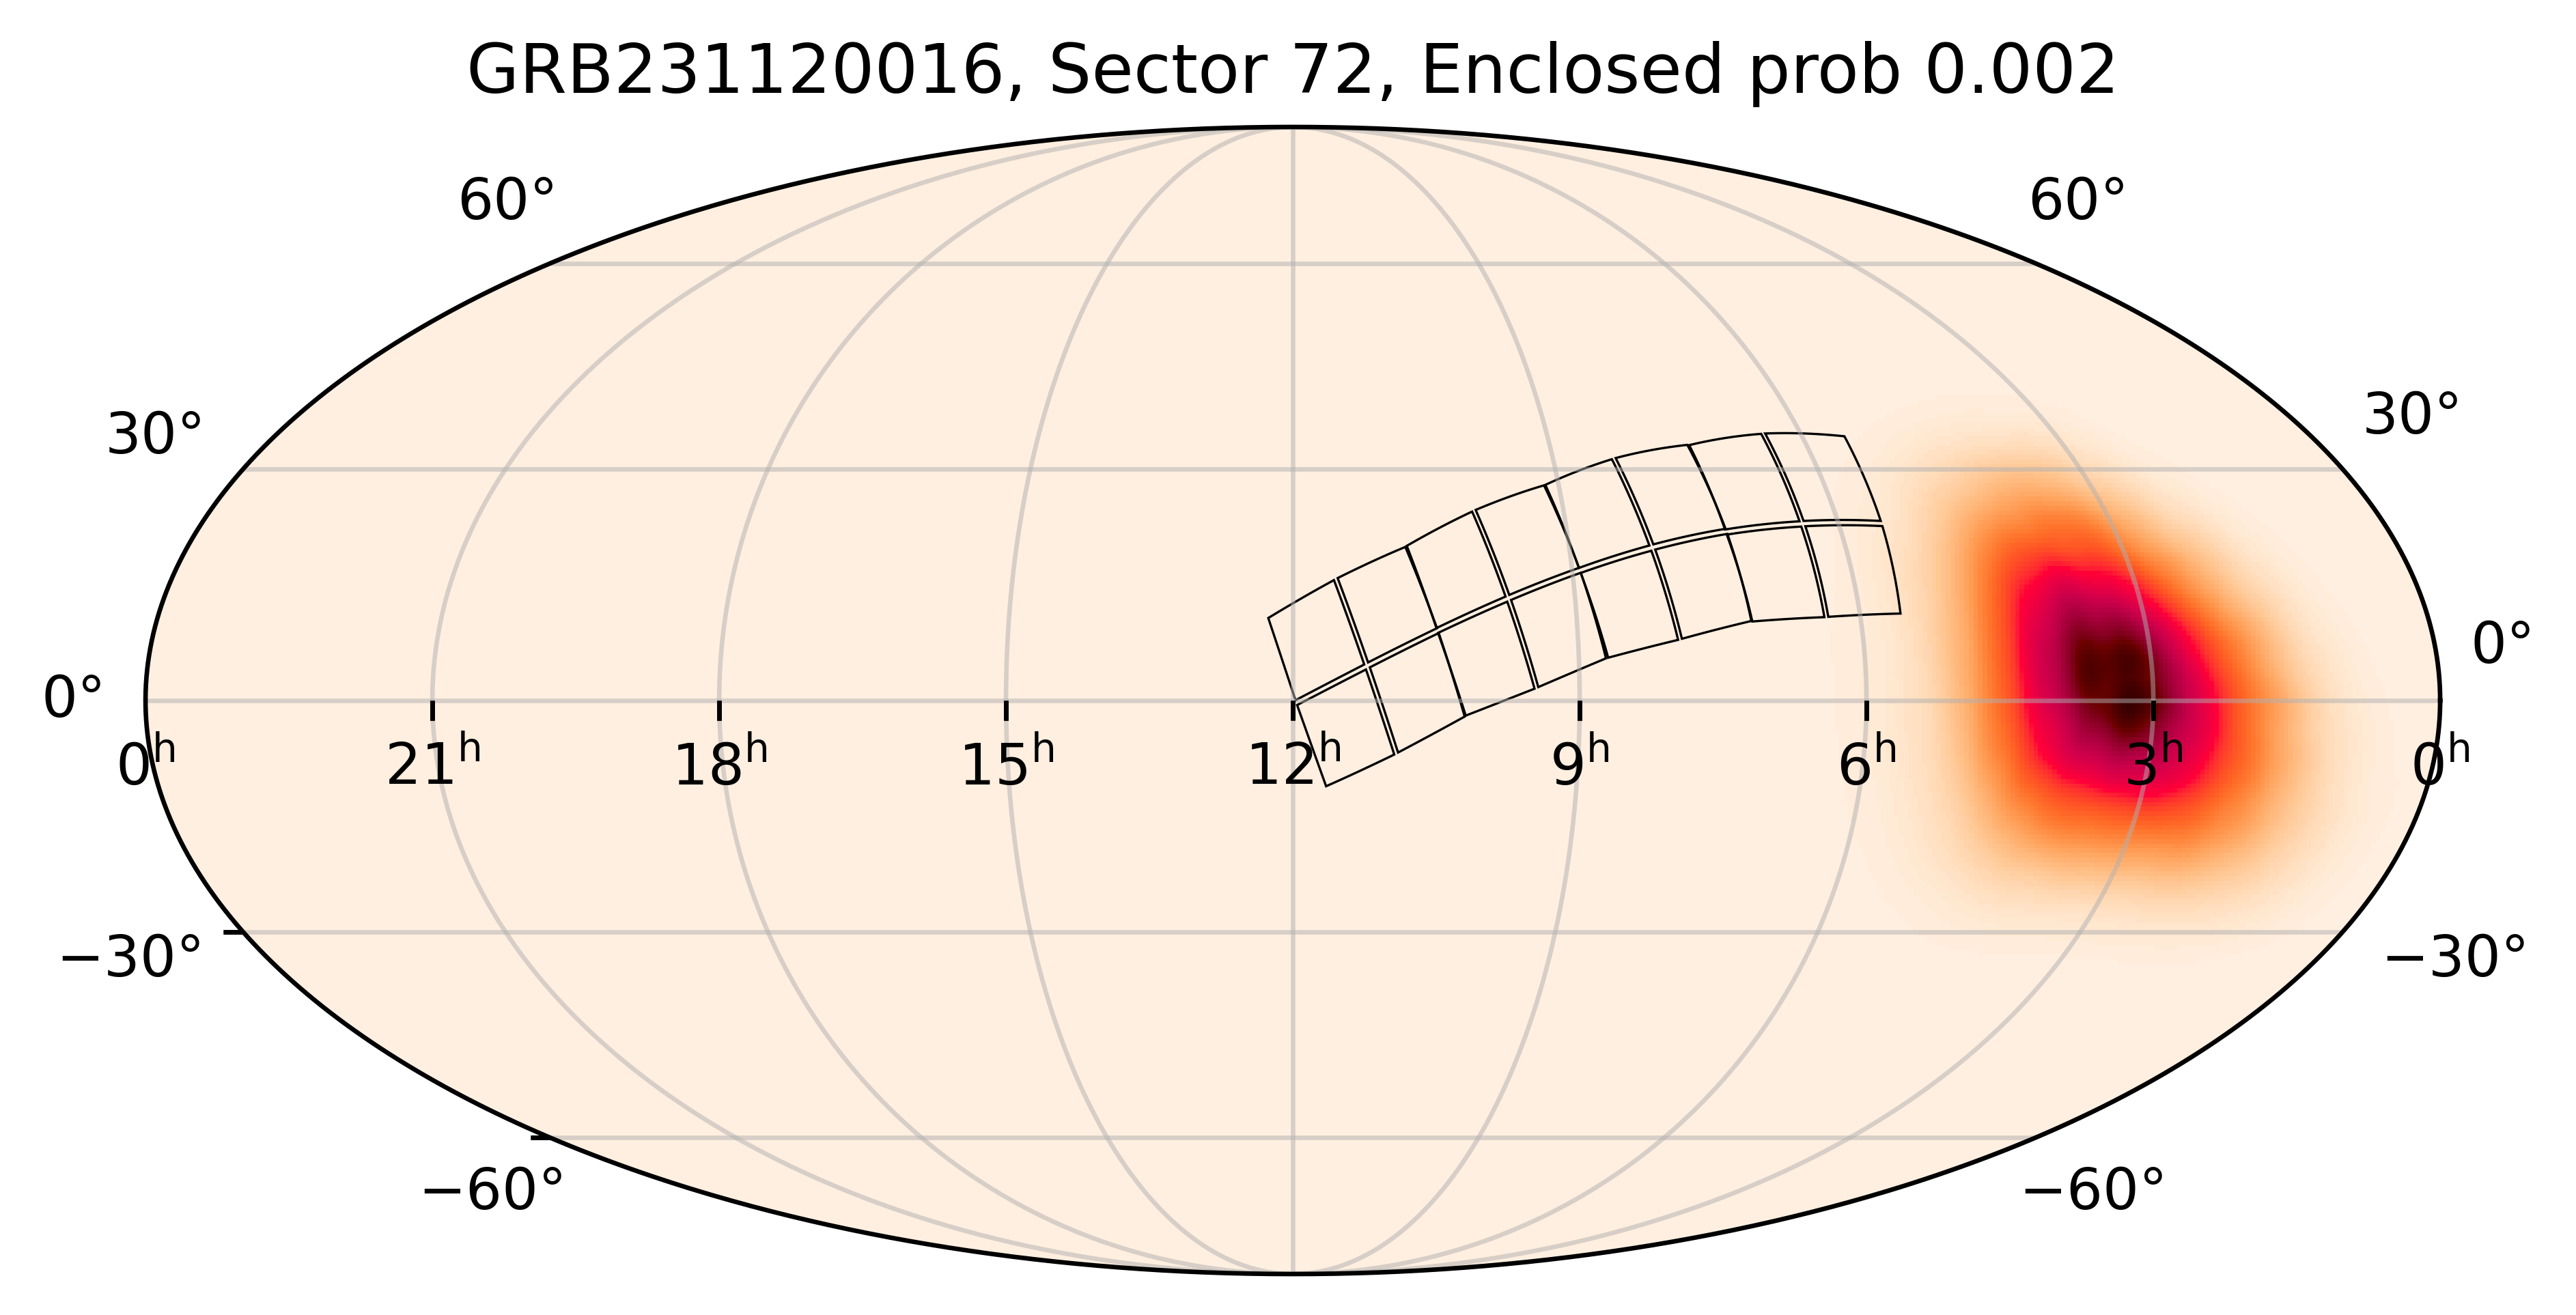 GRB231120016, Sector 72, Enclosed prob 0.002
60° 60°
30° 30°
0° 0°
0ʰ 21ʰ 18ʰ 15ʰ 12ʰ 9ʰ 6ʰ 3ʰ 0ʰ
−30° −30°
−60° −60°